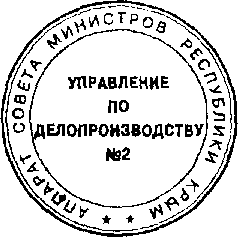 АППАРАТ СОВЕТА МИНИСТРОВ РЕСПУБЛИКИ КРЫМ
УПРАВЛЕНИЕ
ПО
ДЕЛОПРОИЗВОДСТВУ
№2